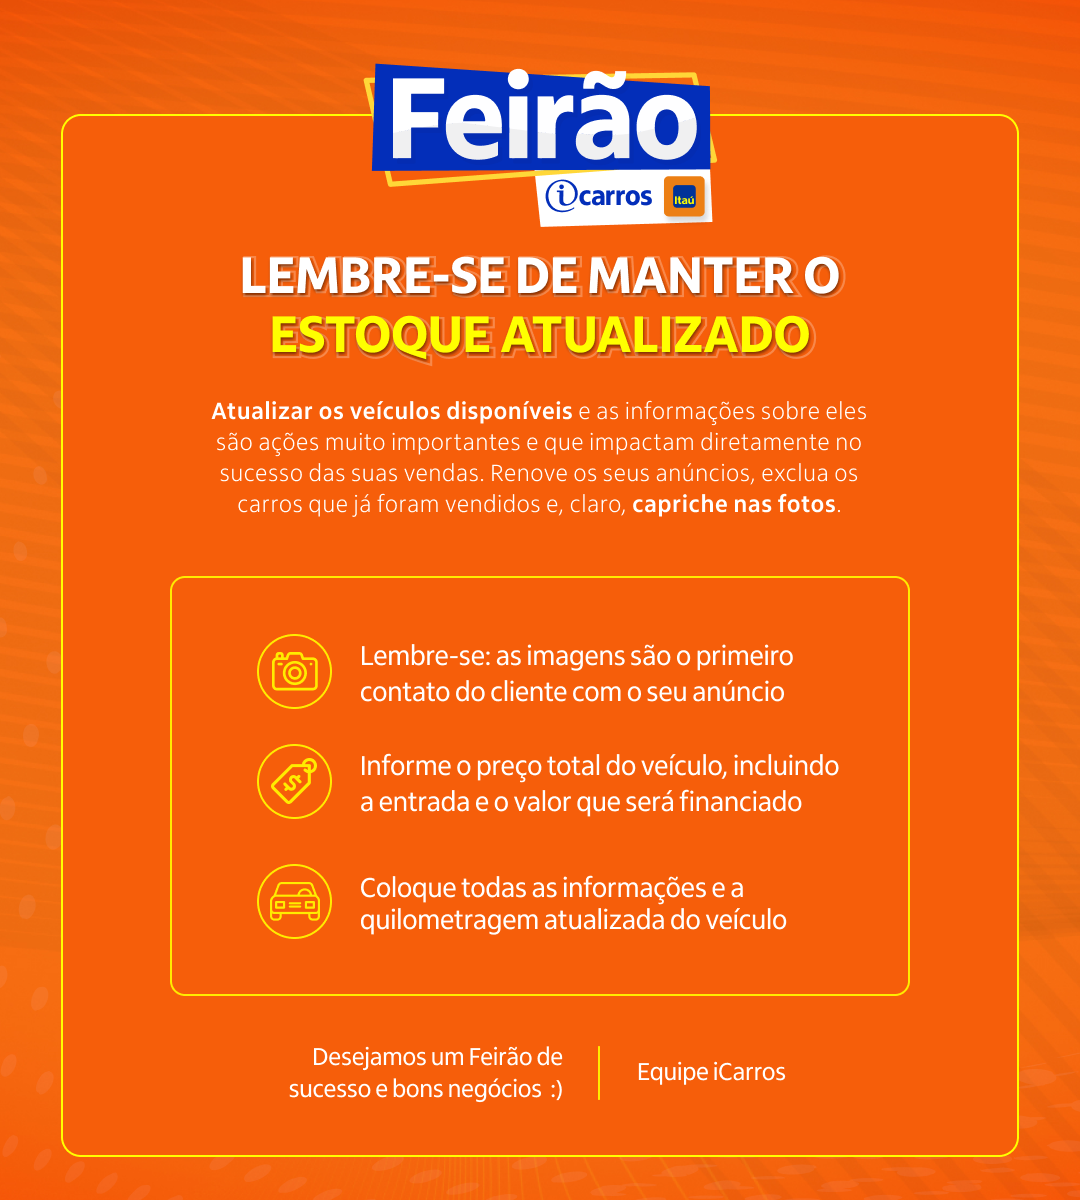 Feirão
icarros Itaú
LEMBRE-SE DE MANTER O
ESTOQUE ATUALIZADO
Atualizar os veículos disponíveis e as informações sobre eles
são ações muito importantes e que impactam diretamente no
sucesso das suas vendas. Renove os seus anúncios, exclua os
carros que já foram vendidos e, claro, capriche nas fotos.
Lembre-se: as imagens são o primeiro
contato do cliente com o seu anúncio
$
Informe o preço total do veículo, incluindo
a entrada e o valor que será financiado
Coloque todas as informações e a
quilometragem atualizada do veículo
Desejamos um Feirão de
sucesso e bons negócios :)
Equipe iCarros